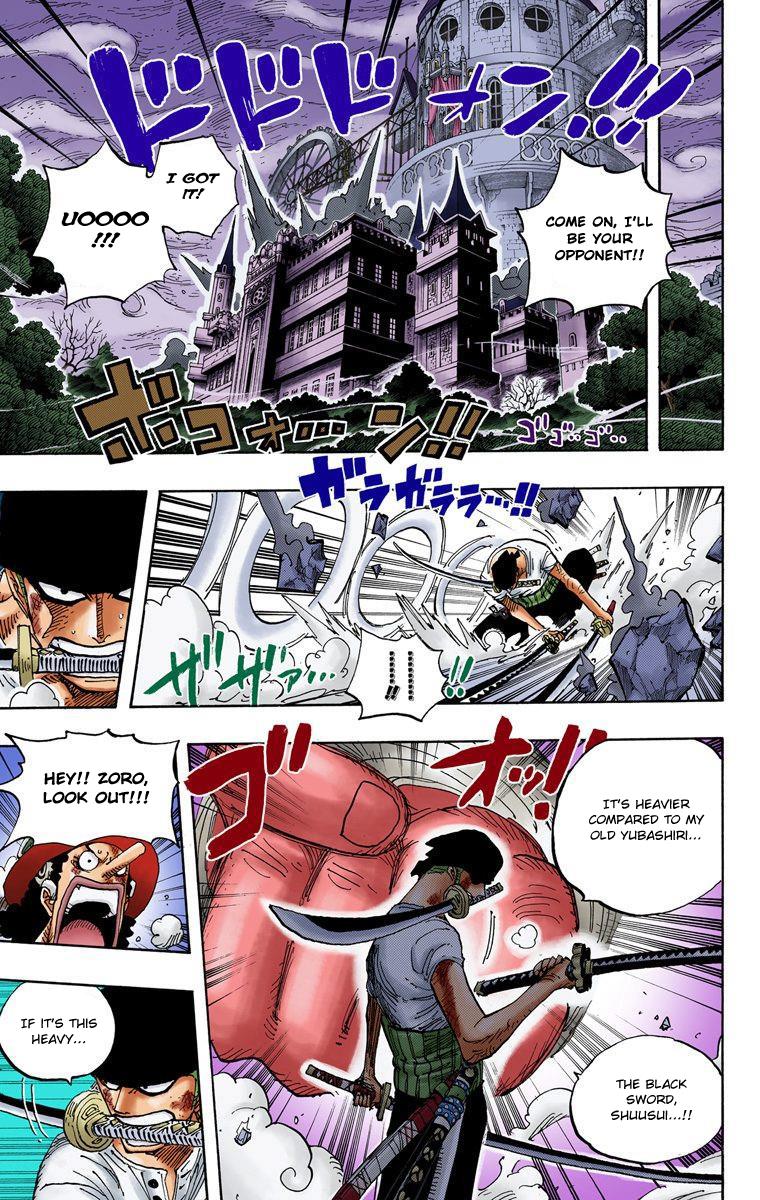 ドドドォン!!!
COME ON, I'LL
BE YOUR
OPPONENT!!
I GOT
IT!
UOOOO
!!!
ボコォ…ン!!
ゴゴ‥ゴ‥
ガラガララ…!!
!!
!!
ザザァ…
IT'S HEAVIER
COMPARED TO MY
OLD YUBASHIRI...
ゴオッ!!
HEY!! ZORO,
LOOK OUT!!!
THE BLACK
SWORD,
SHUUSUI...!!
IF IT'S THIS
HEAVY...